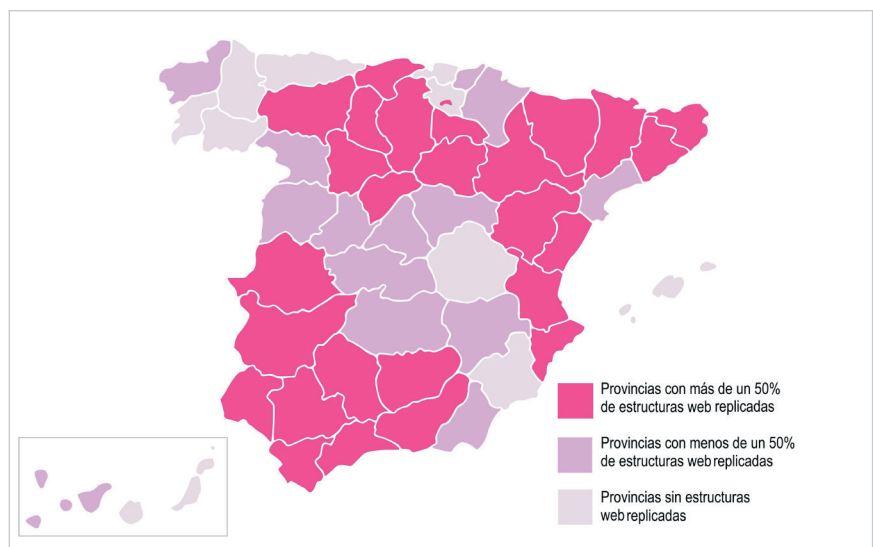 Provincias con más de un 50%
de estructuras web replicadas
Provincias con menos de un 50%
de estructuras web replicadas
Provincias sin estructuras
web replicadas